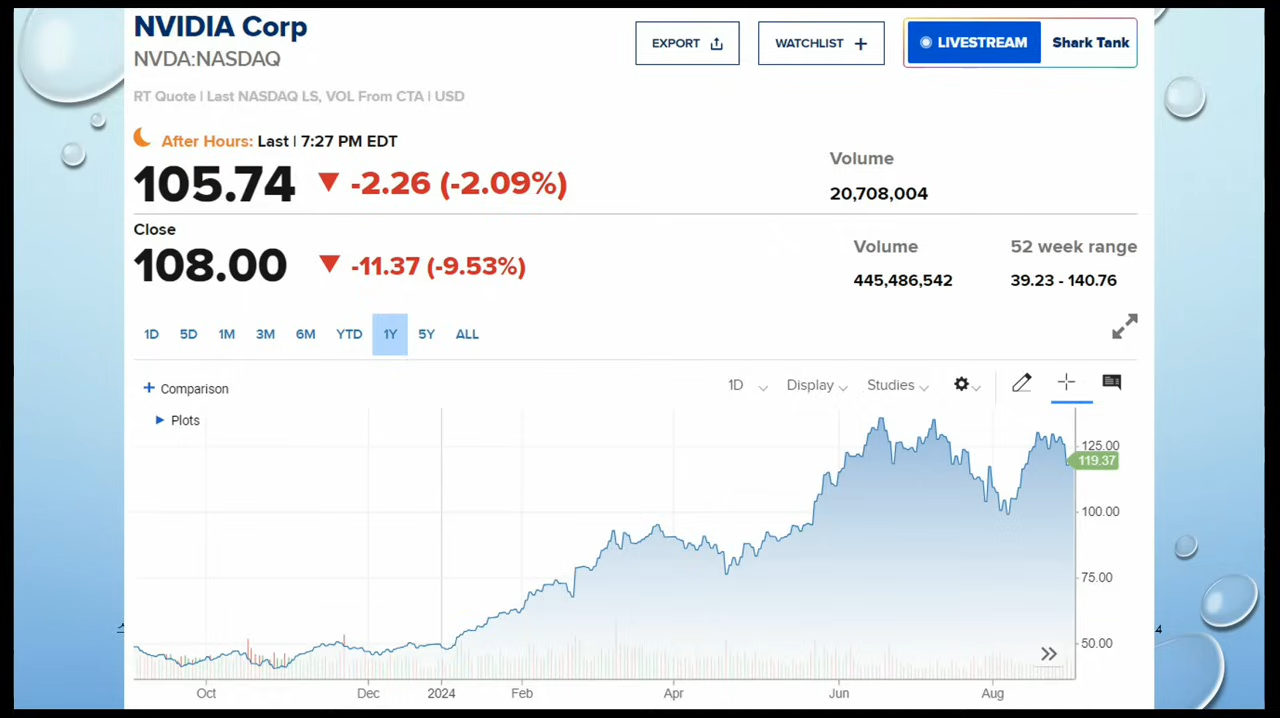 NVIDIA Corp
NVDA:NASDAQ
EXPORT
WATCHLIST +
LIVESTREAM
Shark Tank
RT Quote | Last NASDAQ LS, VOL From CTA | USD
After Hours: Last | 7:27 PM EDT
105.74 ▼ -2.26 (-2.09%)
Volume
20,708,004
Close
108.00 ▼ -11.37 (-9.53%)
Volume
445,486,542
52 week range
39.23 - 140.76
1D 5D 1M 3M 6M YTD 1Y 5Y ALL
+ Comparison
1D Display Studies
Plots
125.00
119.37
100.00
75.00
50.00
Oct Dec 2024 Feb Apr Jun Aug